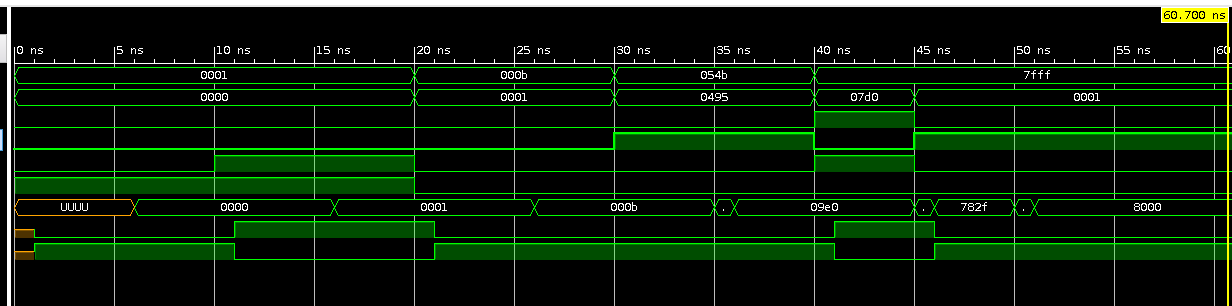 60.700 ns
0 ns 5 ns 10 ns 15 ns 20 ns 25 ns 30 ns 35 ns 40 ns 45 ns 50 ns 55 ns 60
0001 000b 054b 7fff
0000 0001 0495 07d0 0001
UUUU 0000 0001 000b . 09e0 . 782f . 8000